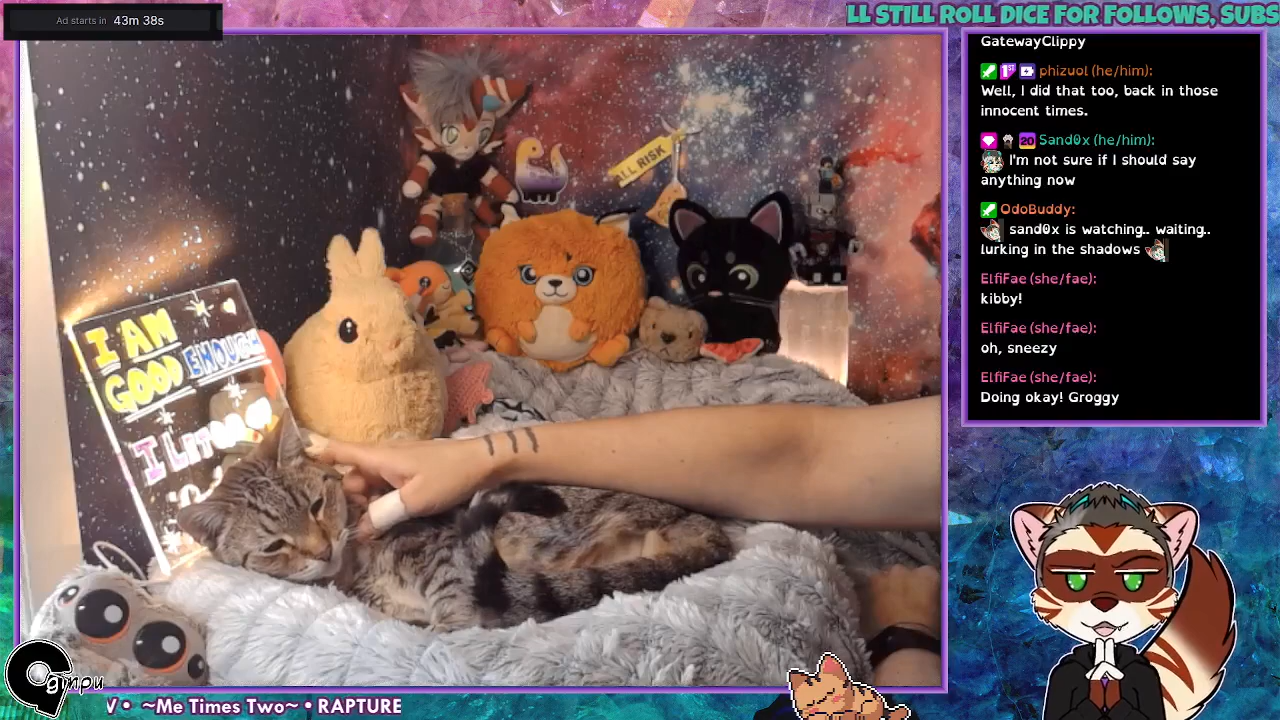 Ad starts in 43m 38s
LL STILL ROLL DICE FOR FOLLOWS, SUBS
GatewayClippy
1ST phizuol (he/him):
Well, I did that too, back in those
innocent times.
20 Sand0x (he/him):
I'm not sure if I should say
anything now
OdoBuddy:
sand0x is watching.. waiting..
lurking in the shadows
ElfiFae (she/fae):
kibby!
ElfiFae (she/fae):
oh, sneezy
ElfiFae (she/fae):
Doing okay! Groggy
ALL RISK
I AM
GOOD ENOUGH
ginpu
V • ~Me Times Two~ • RAPTURE